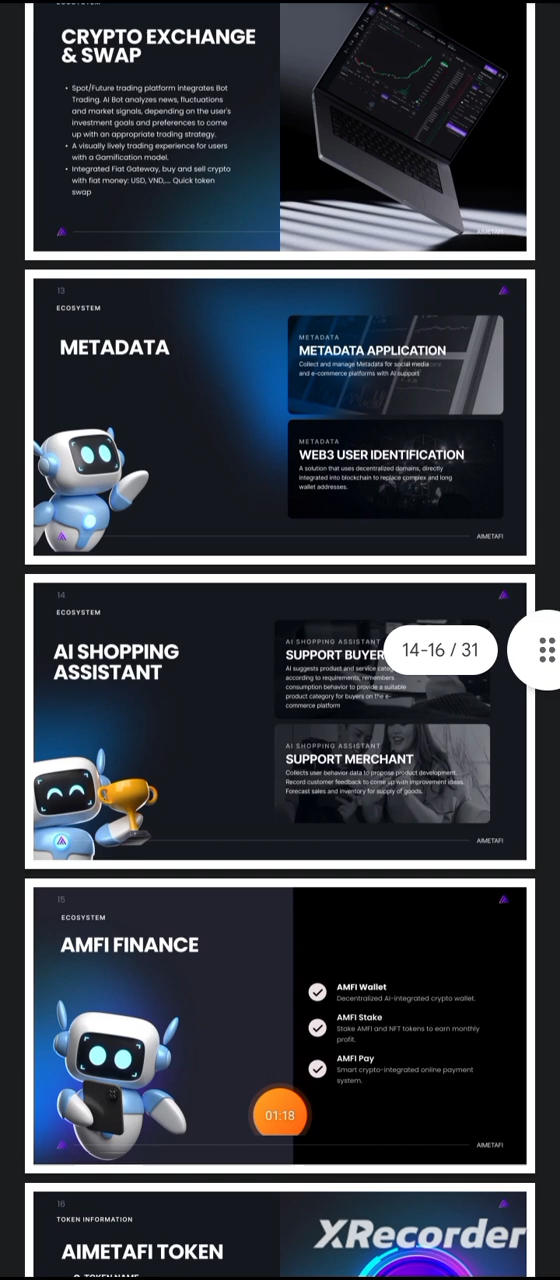 CRYPTO EXCHANGE
& SWAP
• Spot/Future trading platform integrates Bot
Trading. AI Bot analyzes news, fluctuations
and market signals, depending on the user's
investment goals and preferences to come
up with an appropriate trading strategy.
• A visually lively trading experience for users
with a Gamification model.
• Integrated Fiat Gateway, buy and sell crypto
with fiat money: USD, VND,... Quick token
swap
AIMETAFI
13
ECOSYSTEM
METADATA
METADATA
METADATA APPLICATION
Collect and manage Metadata for social media
and e-commerce platforms with AI support
METADATA
WEB3 USER IDENTIFICATION
A solution that uses decentralized domains, directly
integrated into blockchain to replace complex and long
wallet addresses.
AIMETAFI
14
ECOSYSTEM
AI SHOPPING
ASSISTANT
AI SHOPPING ASSISTANT
SUPPORT BUYER
AI suggests product and service
according to requirements, remembers
consumption behavior to provide a suitable
product category for buyers on the e-
commerce platform
14-16 / 31
AI SHOPPING ASSISTANT
SUPPORT MERCHANT
Collects user behavior data to propose product development.
Record customer feedback to come up with improvement ideas.
Forecast sales and inventory for supply of goods.
AIMETAFI
15
ECOSYSTEM
AMFI FINANCE
AMFI Wallet
Decentralized AI-integrated crypto wallet.
AMFI Stake
Stake AMFI and NFT tokens to earn monthly
profit.
AMFI Pay
Smart crypto-integrated online payment
system.
01:18
AIMETAFI
16
TOKEN INFORMATION
AIMETAFI TOKEN
XRecorder